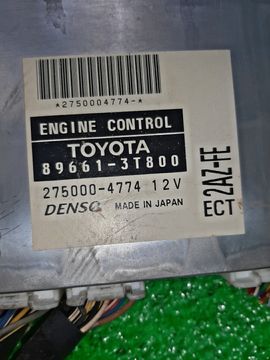 *2750004774-*
ENGINE CONTROL
TOYOTA
89661-3T800
275000-4774 12V
DENSO MADE IN JAPAN
2AZ-FE
ECT